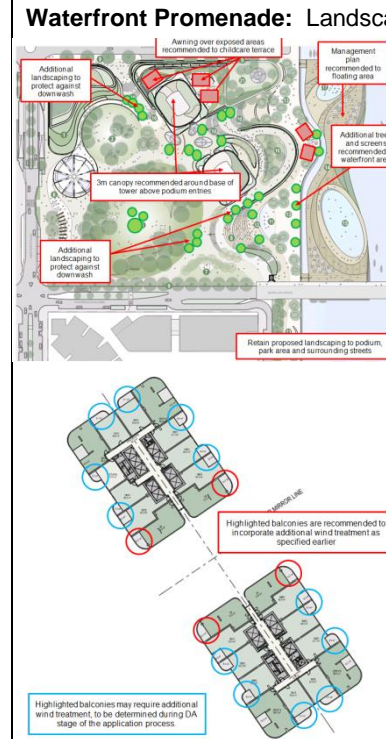 Waterfront Promenade: Landsca
Awning over exposed areas
recommended to childcare terrace
Additional
landscaping to
protect against
downwash
Management
plan
recommended to
floating area
Additional tree
and screens
recommended
waterfront are
3m canopy recommended around base of
tower above podium entries
Additional
landscaping to
protect against
downwash
Retain proposed landscaping to podium,
park area and surrounding streets
MIRROR LINE
Highlighted balconies are recommended to
incorporate additional wind treatment as
specified earlier
Highlighted balconies may require additional
wind treatment, to be determined during DA
stage of the application process.